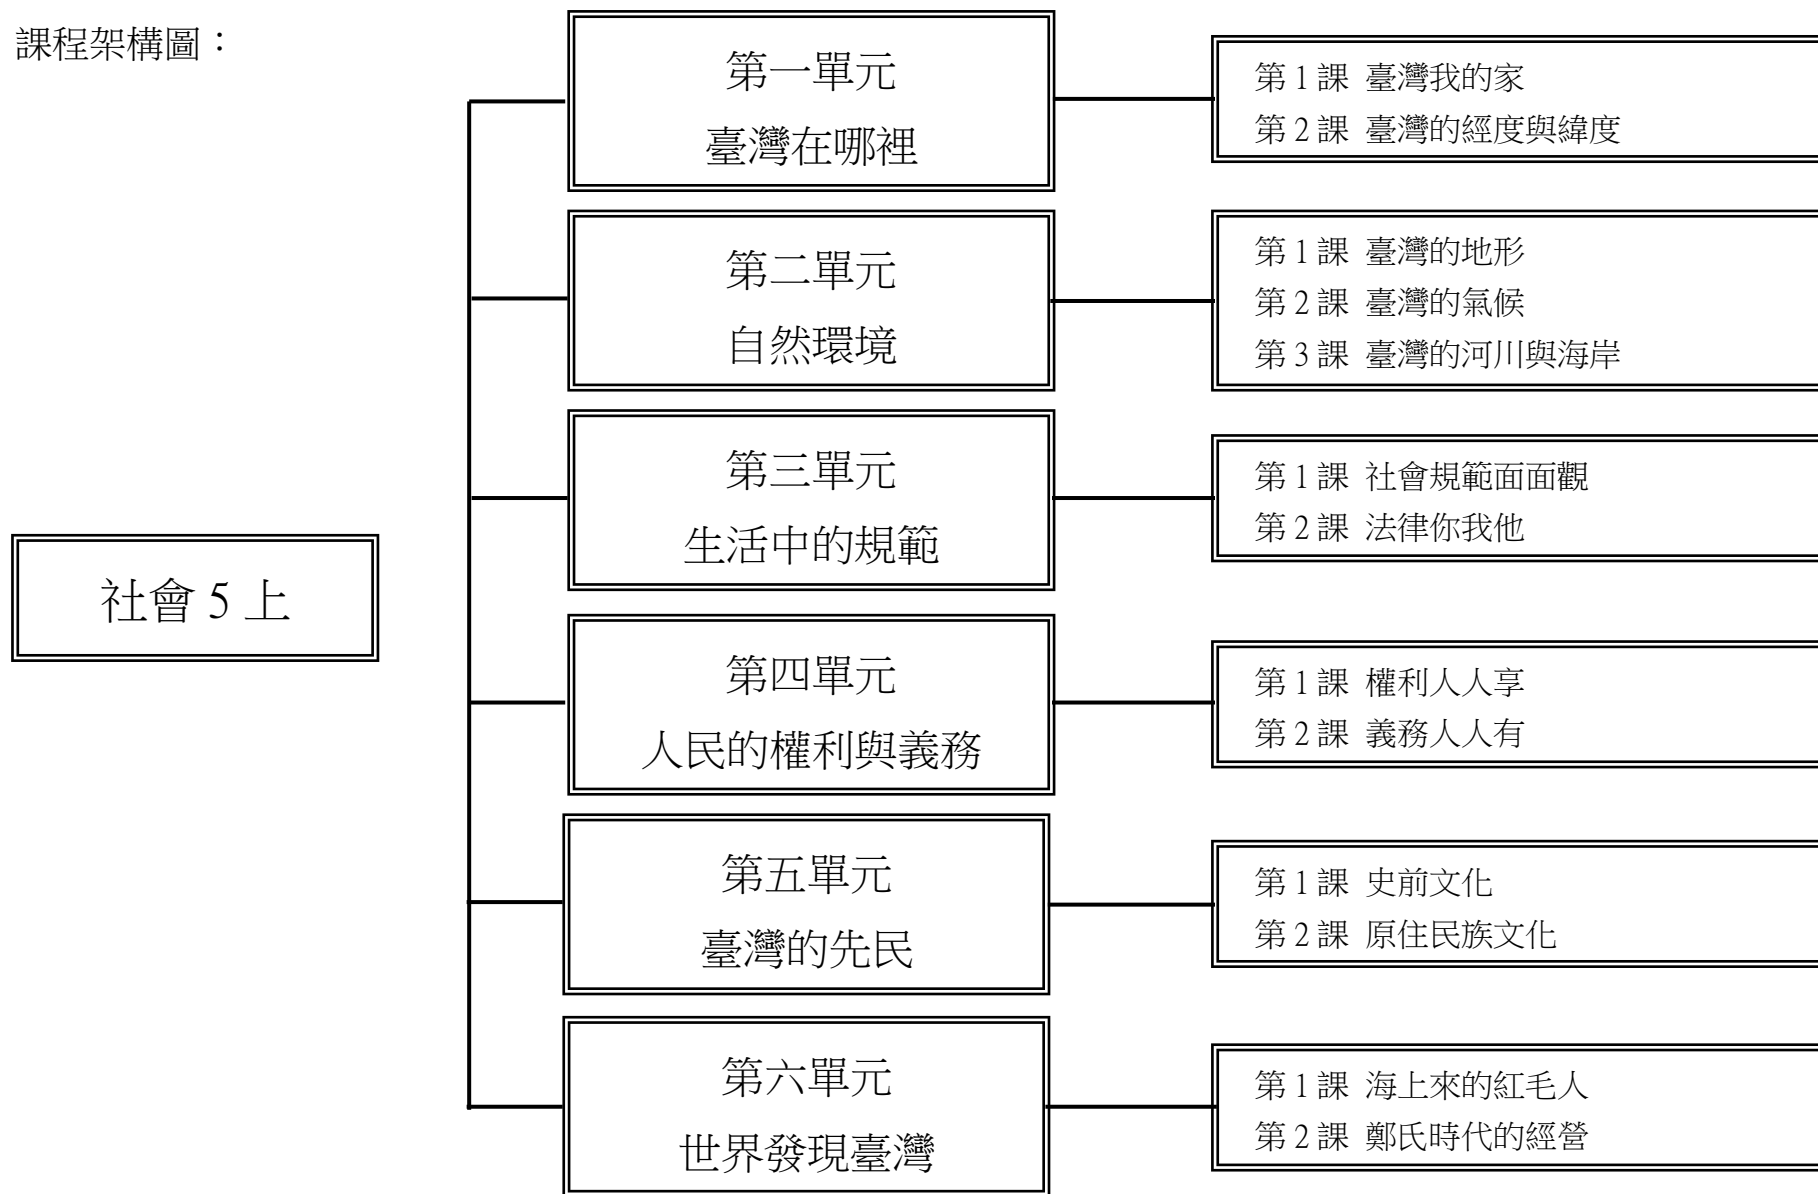 課程架構圖：
社會 5 上
第一單元
臺灣在哪裡
第 1 課 臺灣我的家
第 2 課 臺灣的經度與緯度
第二單元
自然環境
第 1 課 臺灣的地形
第 2 課 臺灣的氣候
第 3 課 臺灣的河川與海岸
第三單元
生活中的規範
第 1 課 社會規範面面觀
第 2 課 法律你我他
第四單元
人民的權利與義務
第 1 課 權利人人享
第 2 課 義務人人有
第五單元
臺灣的先民
第 1 課 史前文化
第 2 課 原住民族文化
第六單元
世界發現臺灣
第 1 課 海上來的紅毛人
第 2 課 鄭氏時代的經營